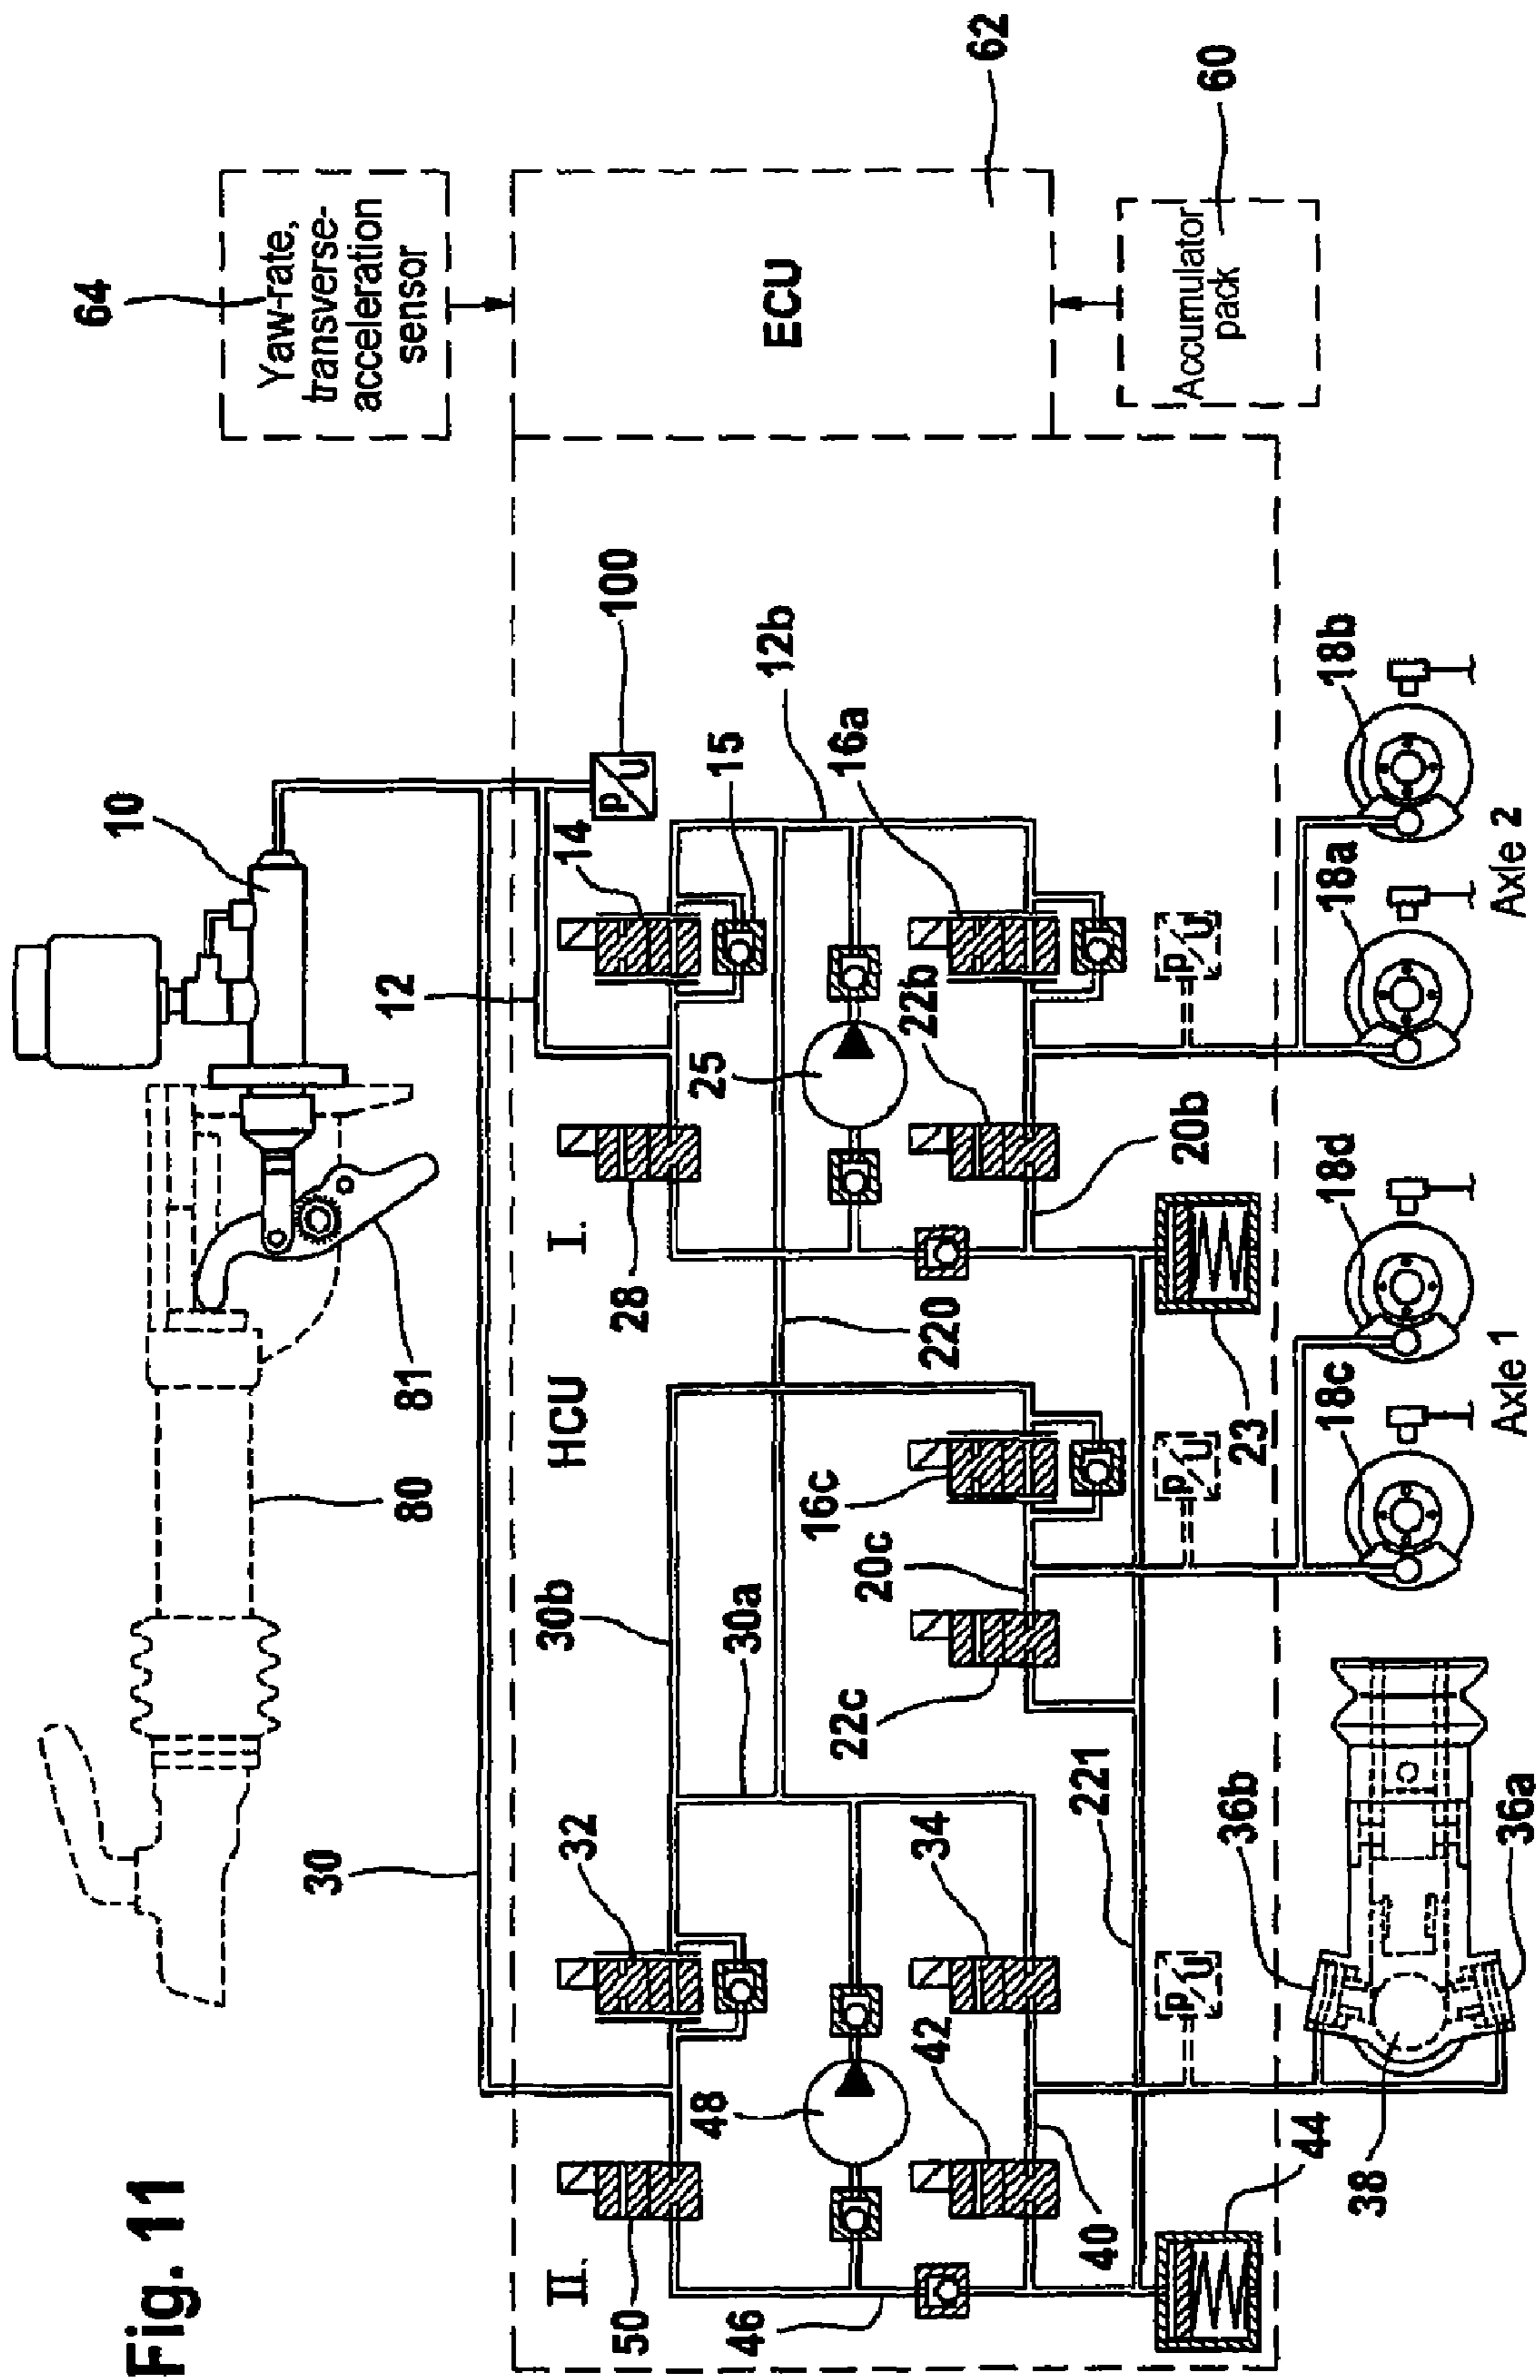 Fig. 11
64
Yaw-rate,
transverse-
acceleration
sensor
62
ECU
60
Accumulator
pack
10
12
30
80
81
100
P
U
HCU
I.
II.
14
15
12b
16a
28
25
22b
20b
220
23
30b
30a
16c
20c
22c
221
32
34
48
42
40
50
46
44
P
U
P
U
P
U
18b
18a
Axle 2
18d
18c
Axle 1
36b
36a
38